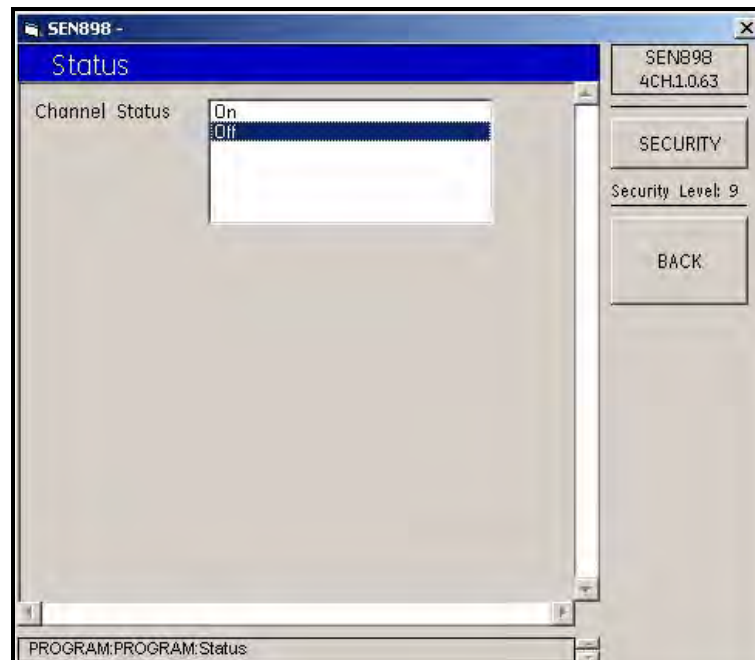 SEN898 -
Status
Channel Status
On
Off
SEN898
4CH.1.0.63
SECURITY
Security Level: 9
BACK
PROGRAM:PROGRAM:Status